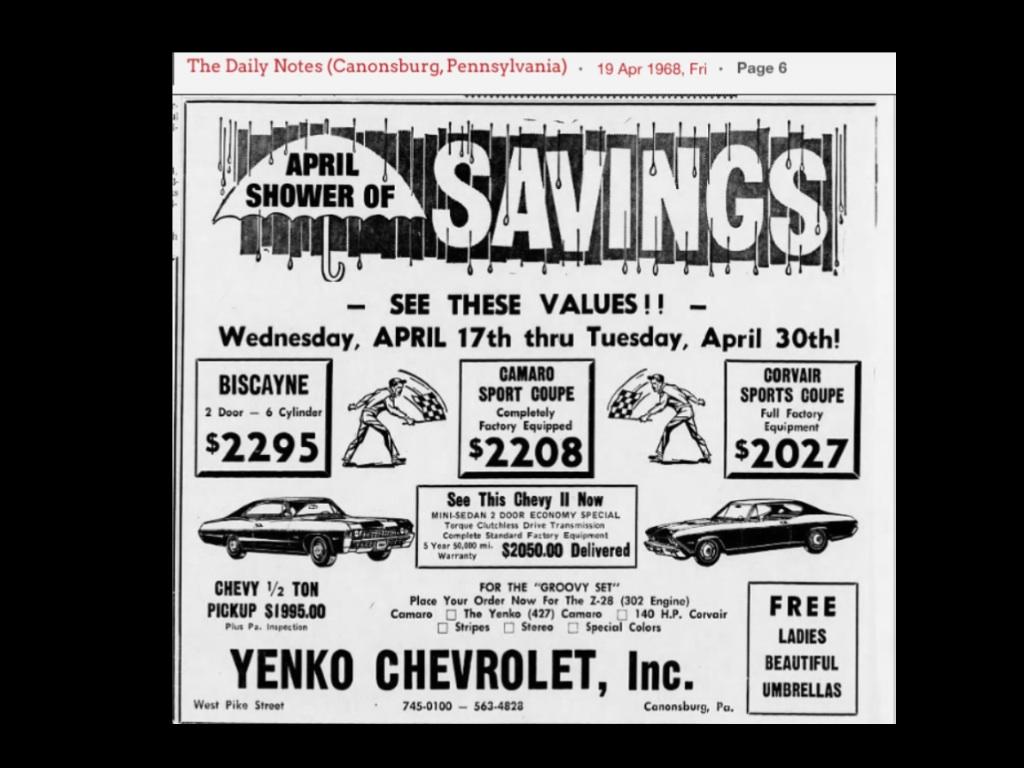 The Daily Notes (Canonsburg, Pennsylvania) · 19 Apr 1968, Fri · Page 6
APRIL
SHOWER OF
SAVINGS
— SEE THESE VALUES!! —
Wednesday, APRIL 17th thru Tuesday, April 30th!
BISCAYNE
2 Door — 6 Cylinder
$2295
CAMARO
SPORT COUPE
Completely
Factory Equipped
$2208
CORVAIR
SPORTS COUPE
Full Factory
Equipment
$2027
See This Chevy II Now
MINI-SEDAN 2 DOOR ECONOMY SPECIAL
Torque Clutchless Drive Transmission
Complete Standard Factory Equipment
5 Year 50,000 mi.
Warranty
$2050.00 Delivered
CHEVY 1/2 TON
PICKUP $1995.00
Plus Pa. Inspection
FOR THE "GROOVY SET"
Place Your Order Now For The Z-28 (302 Engine)
Camaro □ The Yenko (427) Camaro □ 140 H.P. Corvair
□ Stripes □ Stereo □ Special Colors
FREE
LADIES
BEAUTIFUL
UMBRELLAS
YENKO CHEVROLET, Inc.
West Pike Street 745-0100 — 563-4828 Canonsburg, Pa.